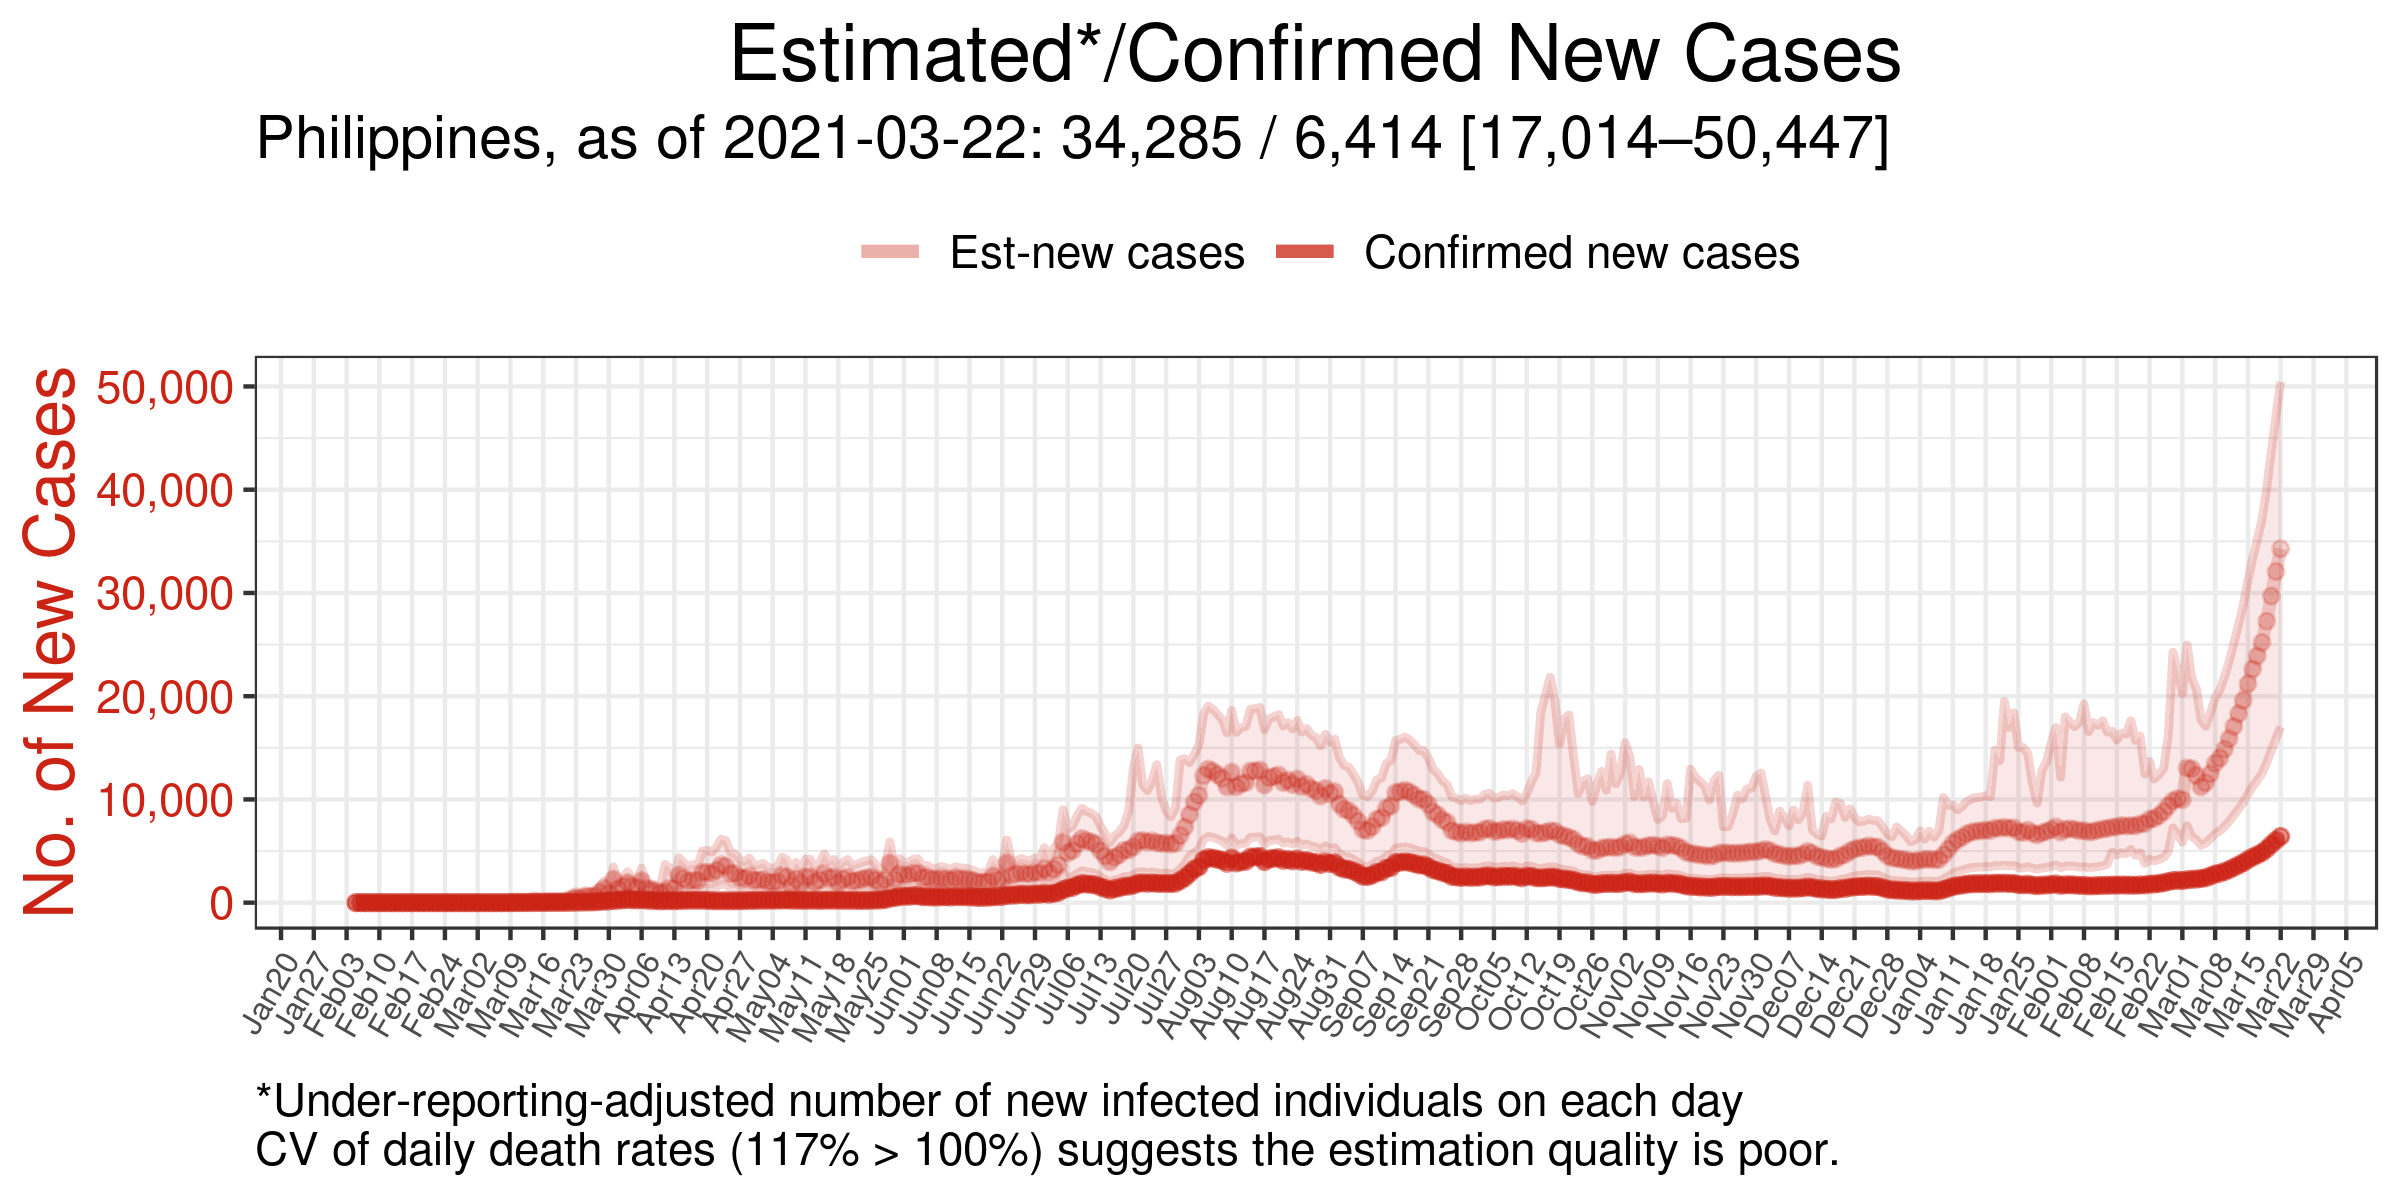 Estimated*/Confirmed New Cases
Philippines, as of 2021-03-22: 34,285 / 6,414 [17,014–50,447]
Est-new cases
Confirmed new cases
No. of New Cases
50,000
40,000
30,000
20,000
10,000
0
Jan20
Jan27
Feb03
Feb10
Feb17
Feb24
Mar02
Mar09
Mar16
Mar23
Mar30
Apr06
Apr13
Apr20
Apr27
May04
May11
May18
May25
Jun01
Jun08
Jun15
Jun22
Jun29
Jul06
Jul13
Jul20
Jul27
Aug03
Aug10
Aug17
Aug24
Aug31
Sep07
Sep14
Sep21
Sep28
Oct05
Oct12
Oct19
Oct26
Nov02
Nov09
Nov16
Nov23
Nov30
Dec07
Dec14
Dec21
Dec28
Jan04
Jan11
Jan18
Jan25
Feb01
Feb08
Feb15
Feb22
Mar01
Mar08
Mar15
Mar22
Mar29
Apr05
*Under-reporting-adjusted number of new infected individuals on each day
CV of daily death rates (117% > 100%) suggests the estimation quality is poor.